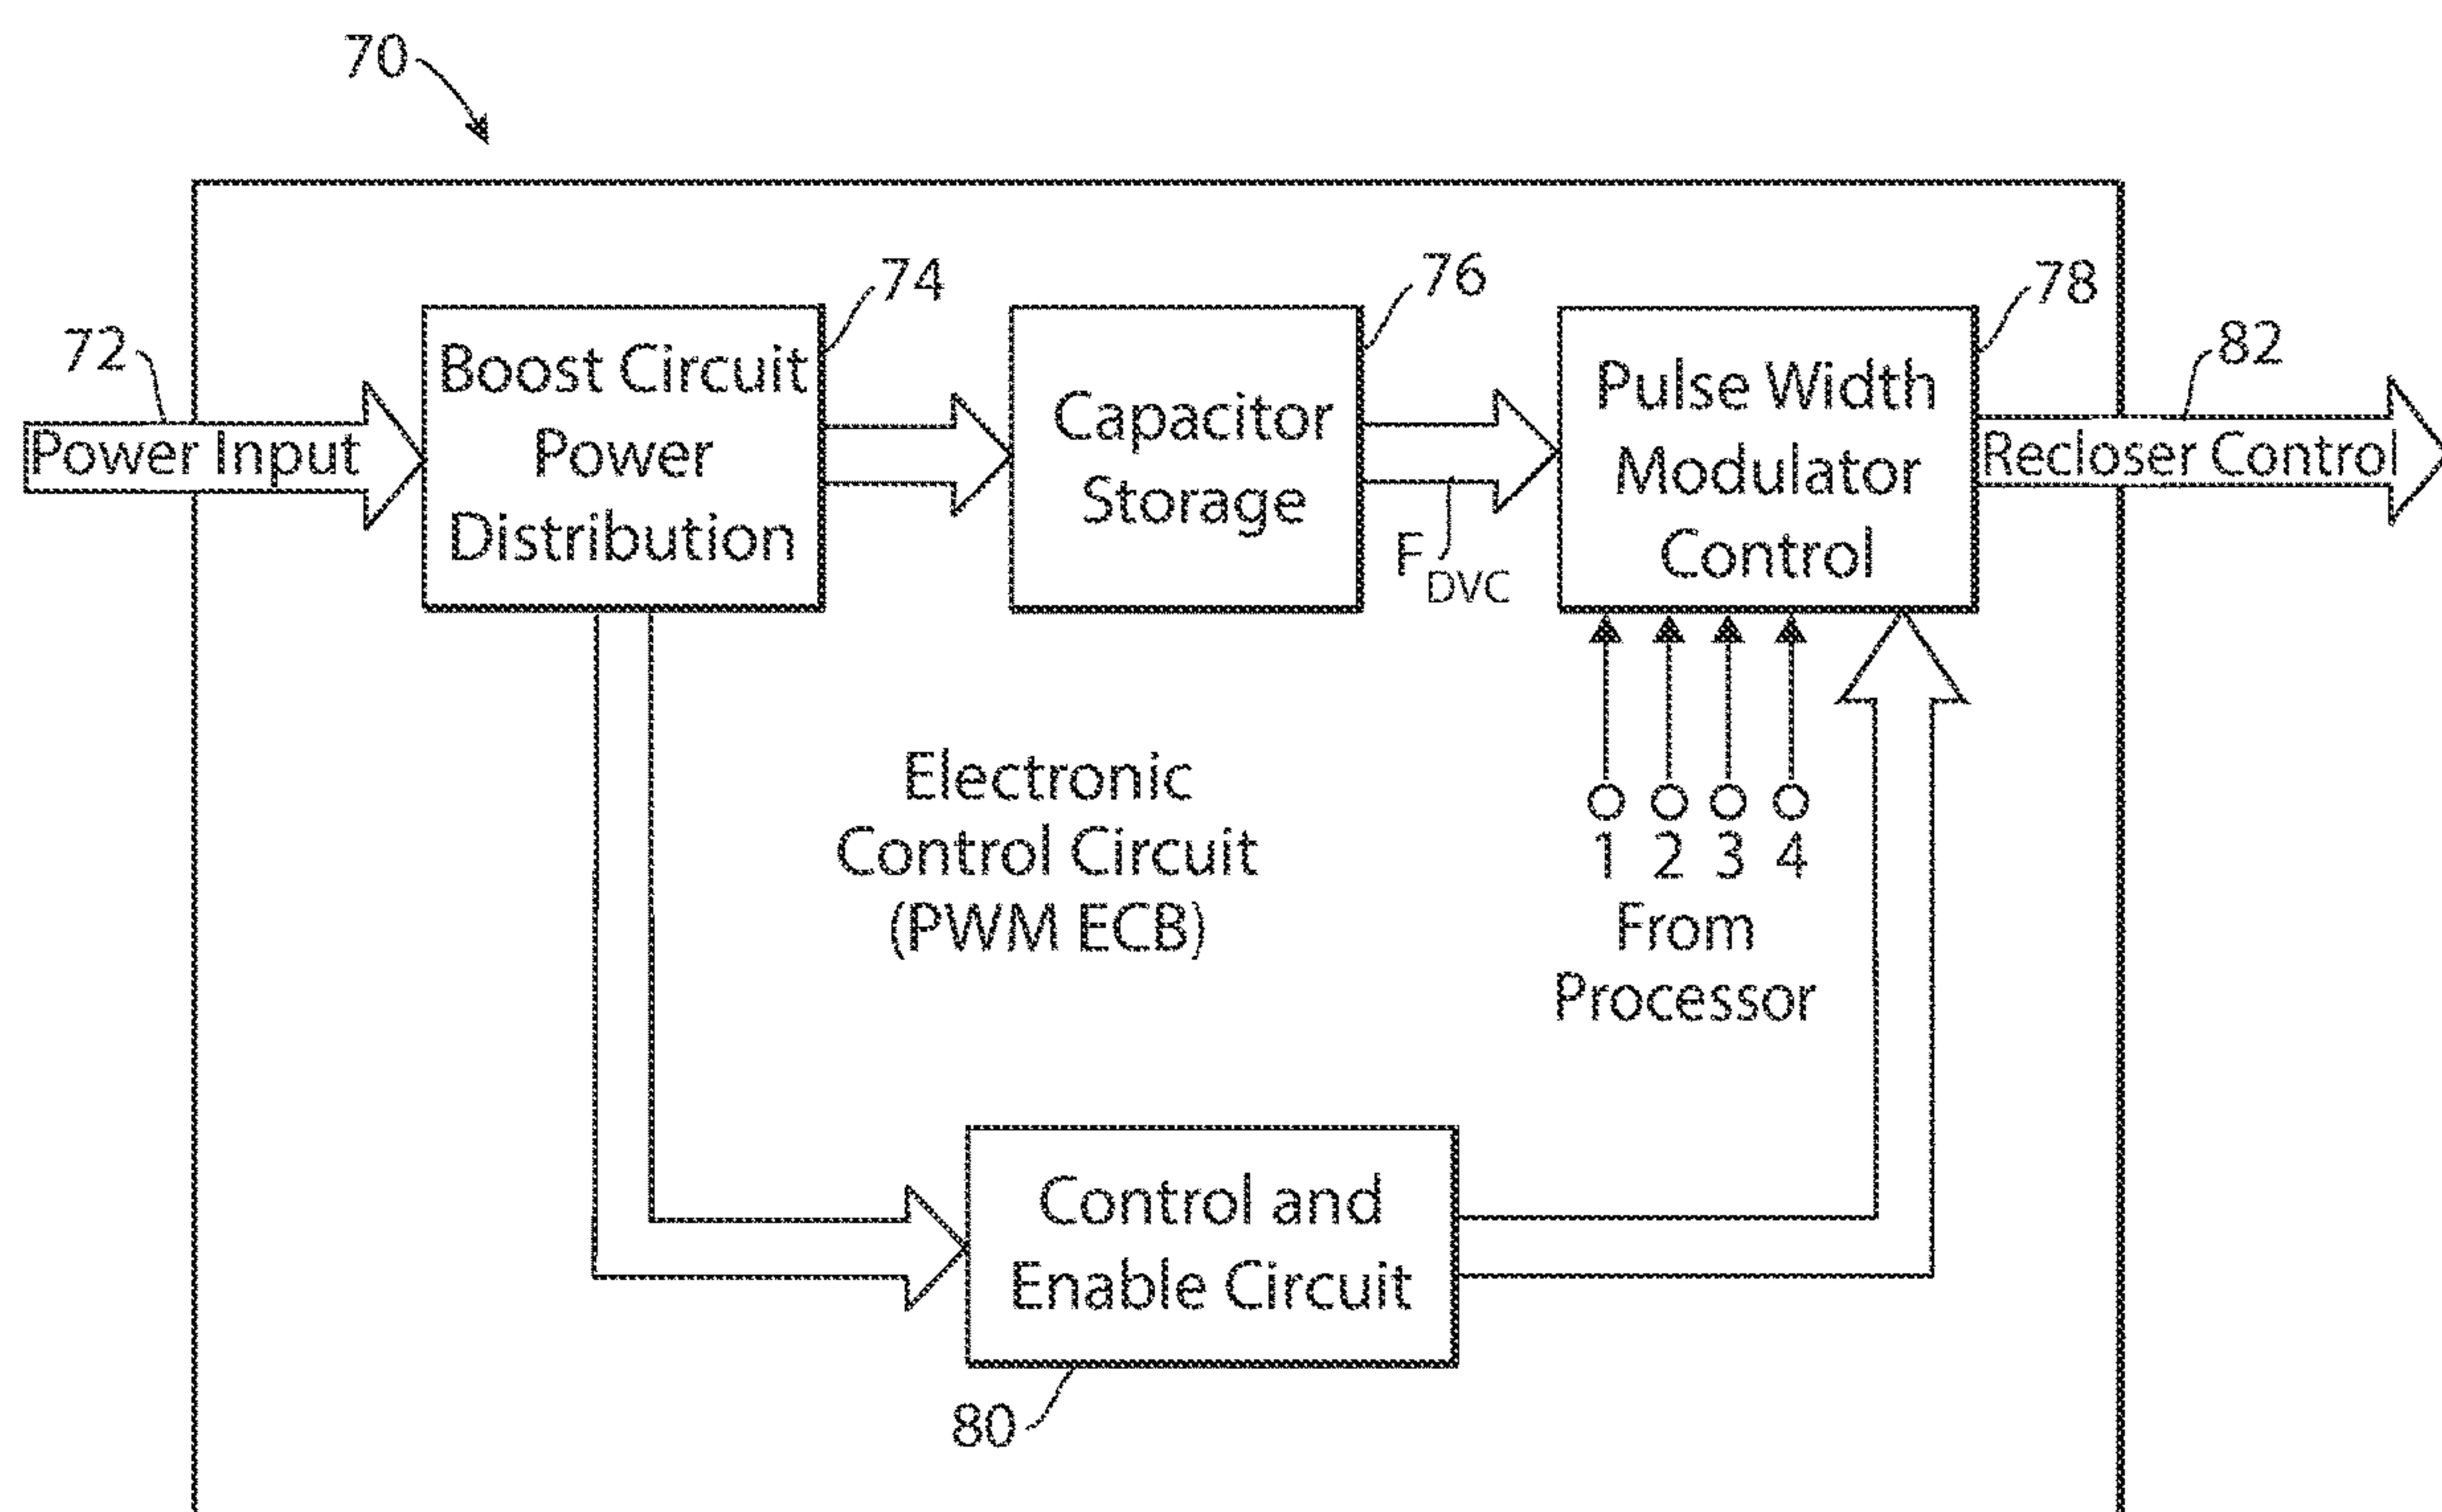 70
72
Power Input
74
Boost Circuit
Power
Distribution
76
Capacitor
Storage
F DVC
78
Pulse Width
Modulator
Control
82
Recloser Control
Electronic
Control Circuit
(PWM ECB)
1 2 3 4
From
Processor
Control and
Enable Circuit
80